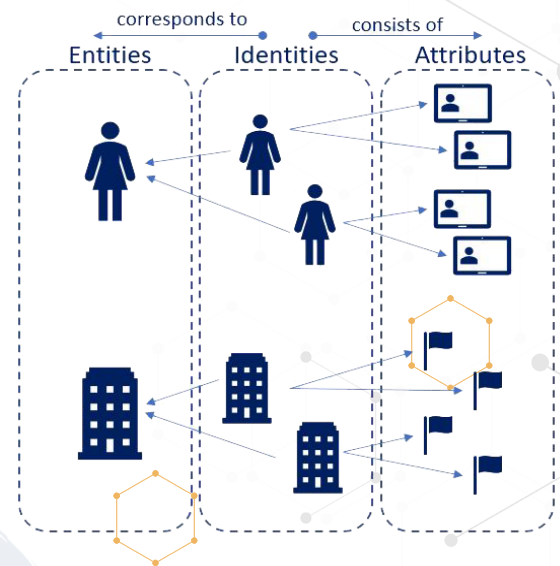 corresponds to
consists of
Entities
Identities
Attributes